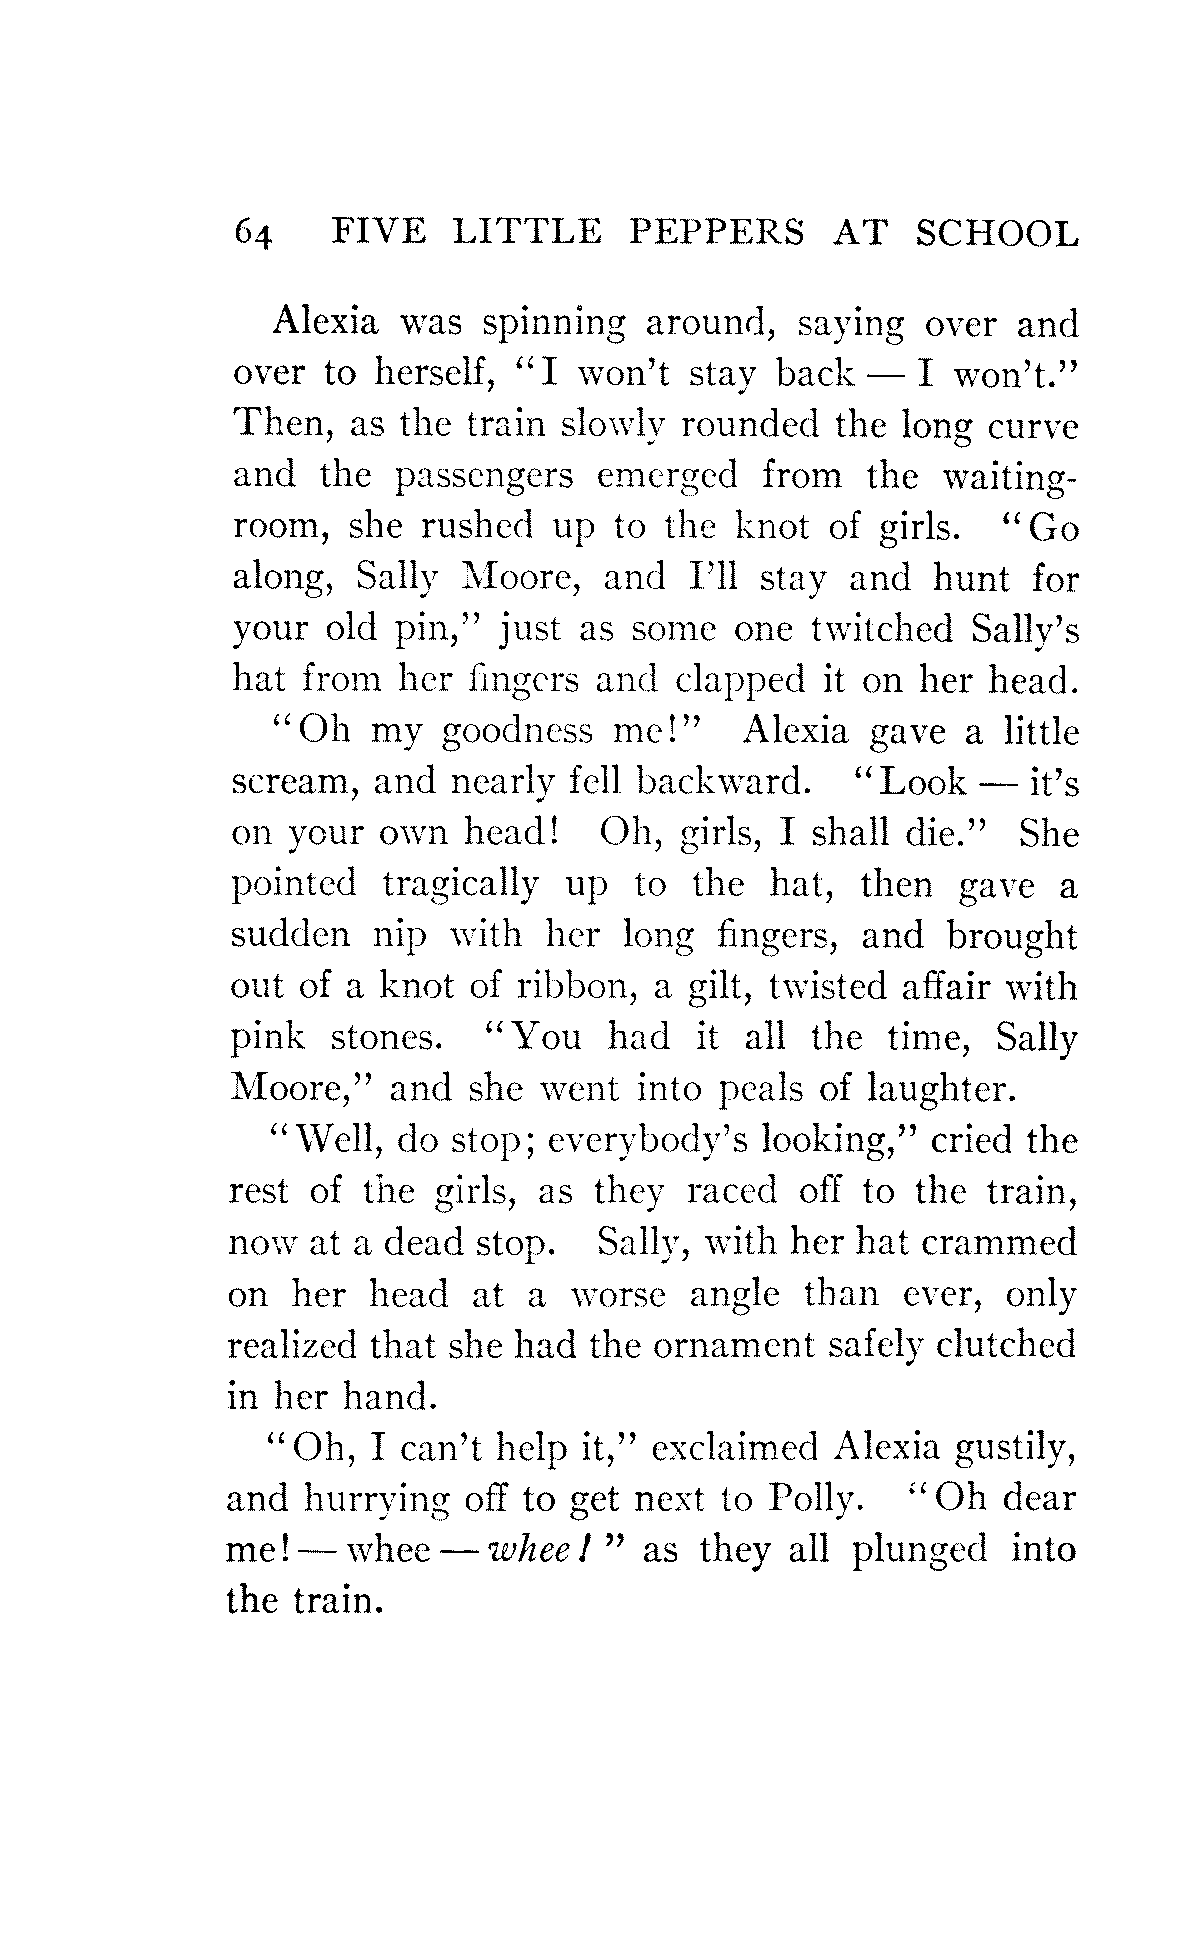 64 FIVE LITTLE PEPPERS AT SCHOOL
Alexia was spinning around, saying over and
over to herself, “I won’t stay back — I won’t.”
Then, as the train slowly rounded the long curve
and the passengers emerged from the waiting-
room, she rushed up to the knot of girls. “Go
along, Sally Moore, and I’ll stay and hunt for
your old pin,” just as some one twitched Sally’s
hat from her fingers and clapped it on her head.
“Oh my goodness me!” Alexia gave a little
scream, and nearly fell backward. “Look — it’s
on your own head! Oh, girls, I shall die.” She
pointed tragically up to the hat, then gave a
sudden nip with her long fingers, and brought
out of a knot of ribbon, a gilt, twisted affair with
pink stones. “You had it all the time, Sally
Moore,” and she went into peals of laughter.
“Well, do stop; everybody’s looking,” cried the
rest of the girls, as they raced off to the train,
now at a dead stop. Sally, with her hat crammed
on her head at a worse angle than ever, only
realized that she had the ornament safely clutched
in her hand.
“Oh, I can’t help it,” exclaimed Alexia gustily,
and hurrying off to get next to Polly. “Oh dear
me! — whee — whee!” as they all plunged into
the train.